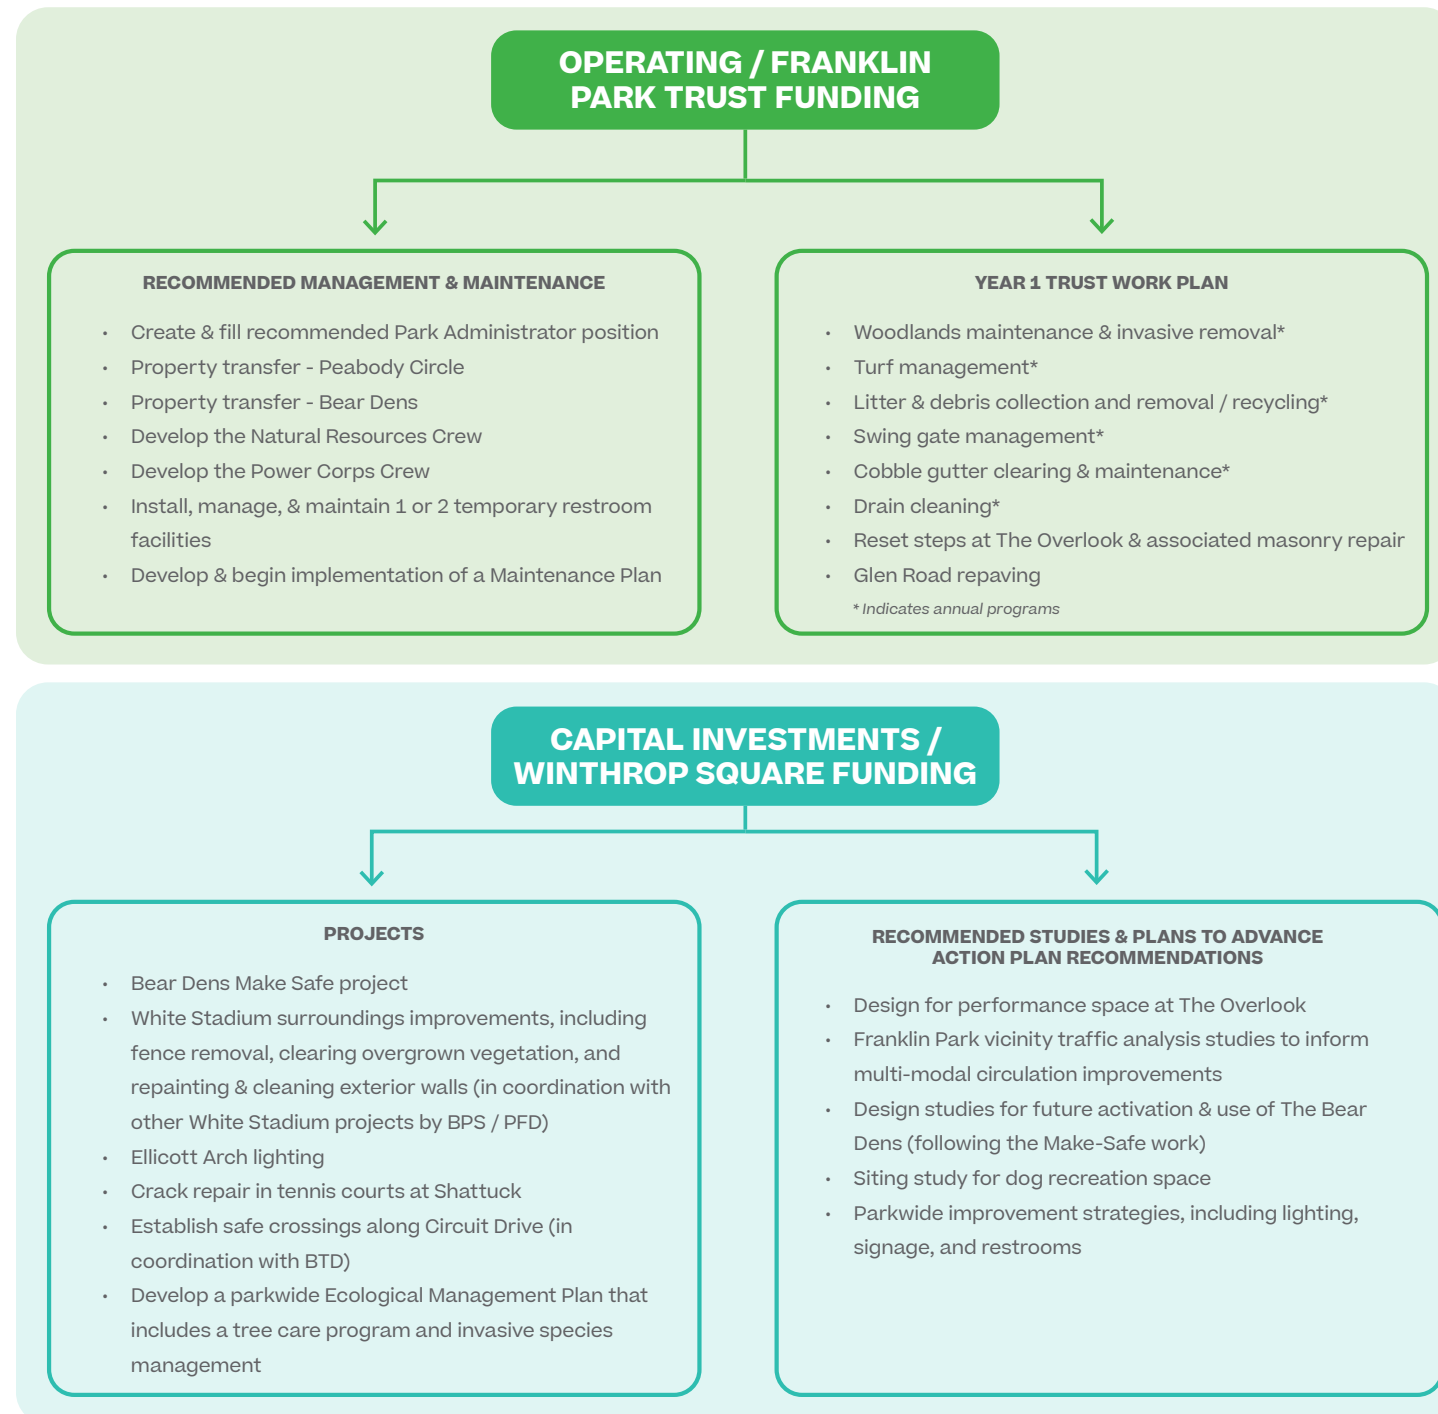 OPERATING / FRANKLIN
PARK TRUST FUNDING
RECOMMENDED MANAGEMENT & MAINTENANCE
• Create & fill recommended Park Administrator position
• Property transfer - Peabody Circle
• Property transfer - Bear Dens
• Develop the Natural Resources Crew
• Develop the Power Corps Crew
• Install, manage, & maintain 1 or 2 temporary restroom
facilities
• Develop & begin implementation of a Maintenance Plan
YEAR 1 TRUST WORK PLAN
• Woodlands maintenance & invasive removal*
• Turf management*
• Litter & debris collection and removal / recycling*
• Swing gate management*
• Cobble gutter clearing & maintenance*
• Drain cleaning*
• Reset steps at The Overlook & associated masonry repair
• Glen Road repaving
* Indicates annual programs
CAPITAL INVESTMENTS /
WINTHROP SQUARE FUNDING
PROJECTS
• Bear Dens Make Safe project
• White Stadium surroundings improvements, including
fence removal, clearing overgrown vegetation, and
repainting & cleaning exterior walls (in coordination with
other White Stadium projects by BPS / PFD)
• Ellicott Arch lighting
• Crack repair in tennis courts at Shattuck
• Establish safe crossings along Circuit Drive (in
coordination with BTD)
• Develop a parkwide Ecological Management Plan that
includes a tree care program and invasive species
management
RECOMMENDED STUDIES & PLANS TO ADVANCE
ACTION PLAN RECOMMENDATIONS
• Design for performance space at The Overlook
• Franklin Park vicinity traffic analysis studies to inform
multi-modal circulation improvements
• Design studies for future activation & use of The Bear
Dens (following the Make-Safe work)
• Siting study for dog recreation space
• Parkwide improvement strategies, including lighting,
signage, and restrooms